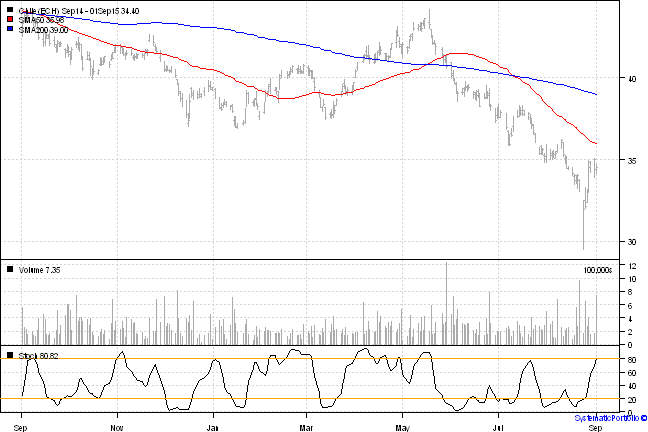 Chile (ECH) Sep14 - 01Sep15 34.40
SMA50 35.98
SMA200 39.00
40
35
30
Volume 7.35
100,000s
12
10
8
6
4
2
0
Stoch 80.82
80
60
40
20
0
Sep Nov Jan Mar May Jul Sep
SystematicPortfolio ©